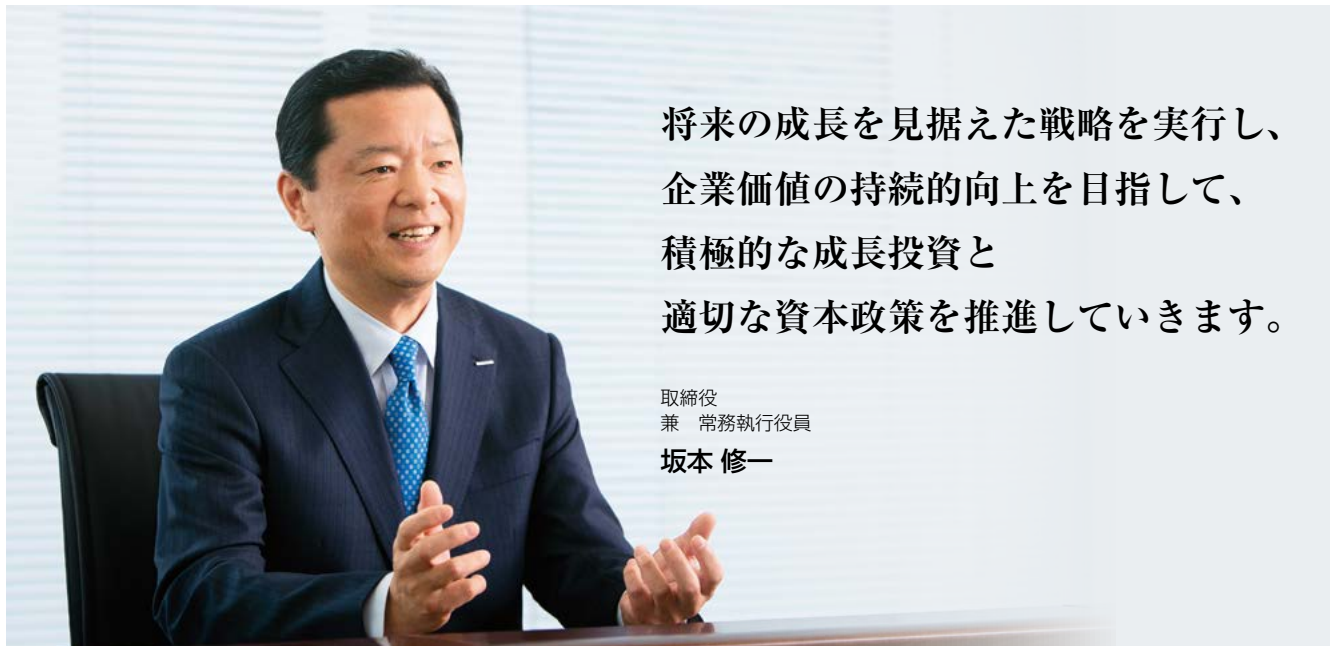 将来の成長を見据えた戦略を実行し、
企業価値の持続的向上を目指して、
積極的な成長投資と
適切な資本政策を推進していきます。
取締役
兼　常務執行役員
坂本 修一